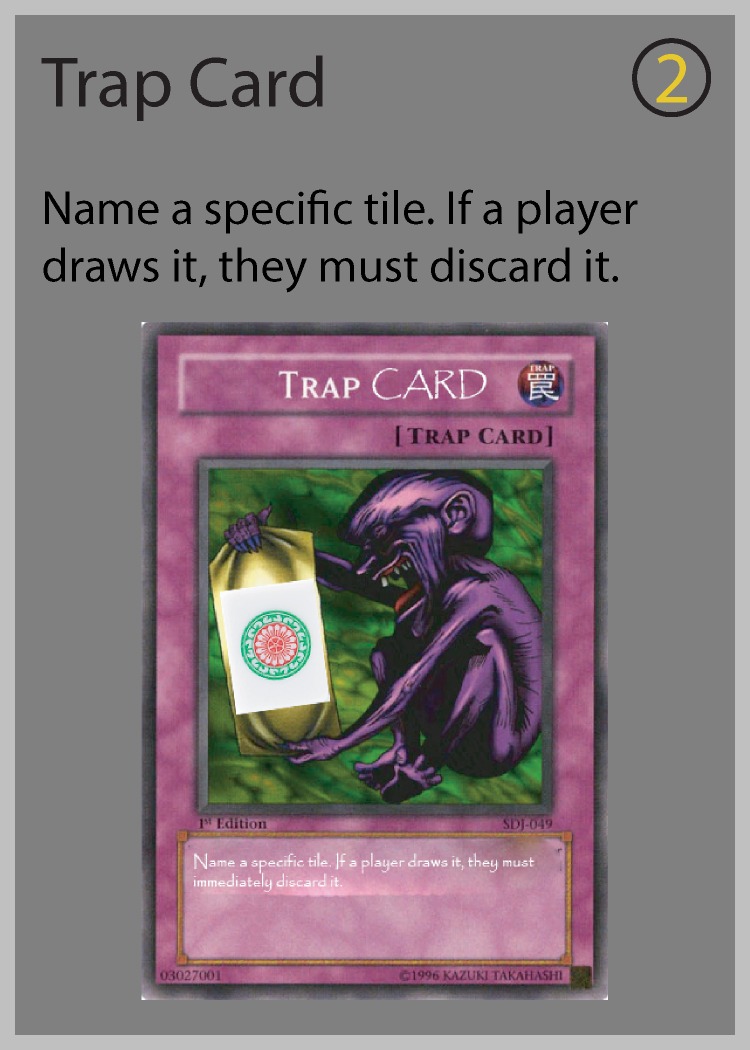 Trap Card
2
Name a specific tile. If a player
draws it, they must discard it.
TRAP CARD
TRAP
罠
[ TRAP CARD ]
1st Edition
SDJ-049
Name a specific tile. If a player draws it, they must
immediately discard it.
03027001
©1996 KAZUKI TAKAHASHI